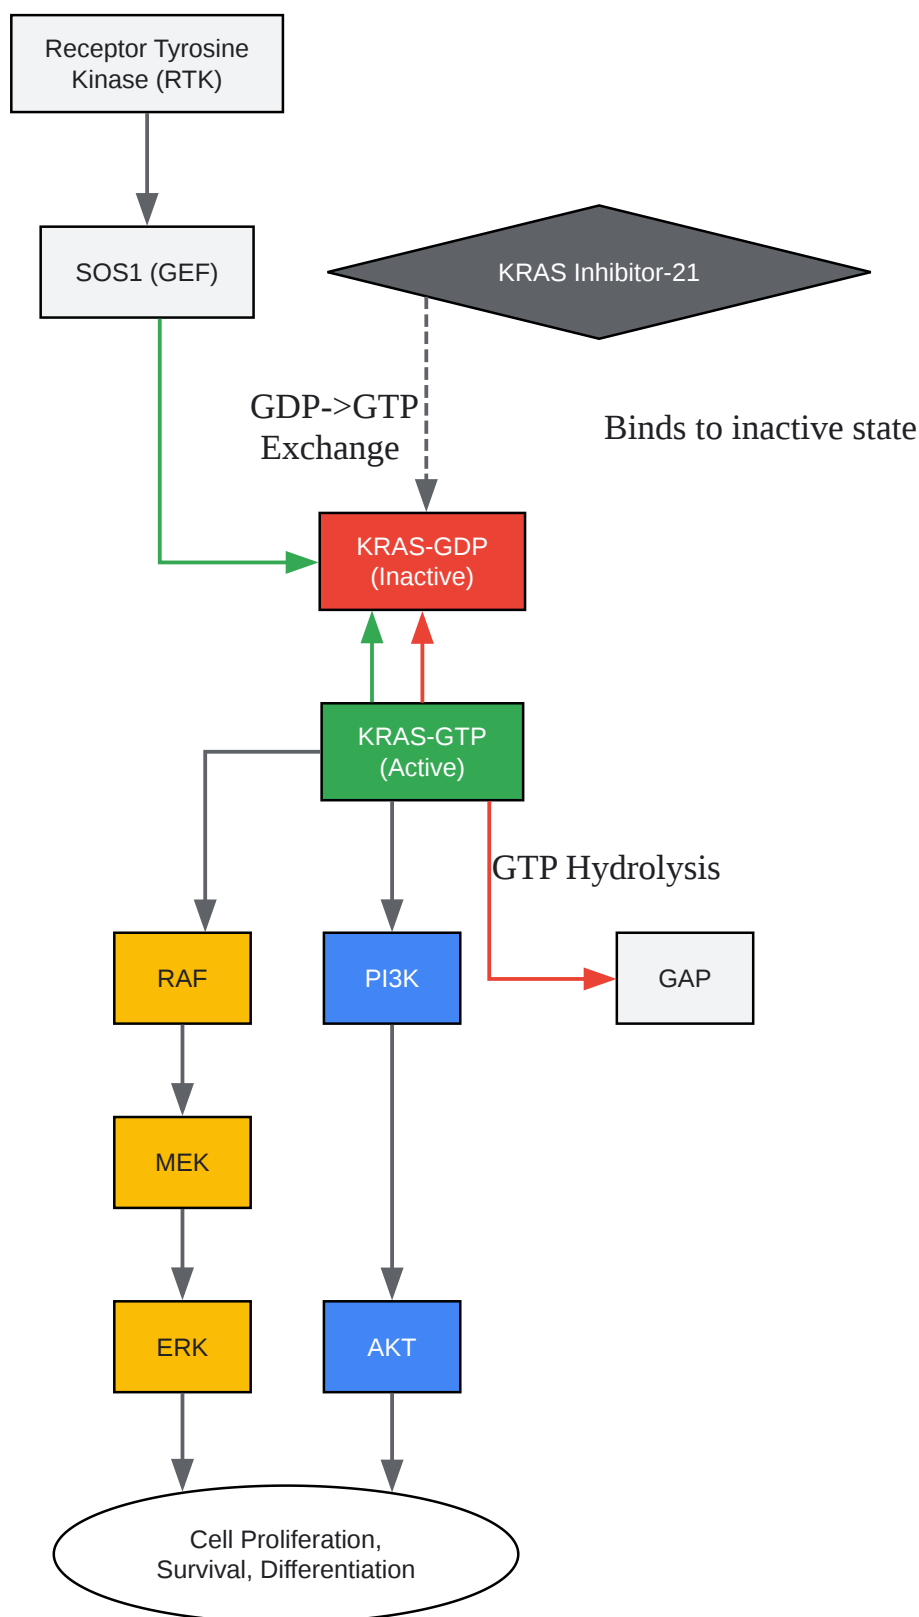 Receptor Tyrosine
Kinase (RTK)
SOS1 (GEF)
KRAS Inhibitor-21
GDP->GTP
Exchange
Binds to inactive state
KRAS-GDP
(Inactive)
KRAS-GTP
(Active)
GTP Hydrolysis
RAF
PI3K
GAP
MEK
ERK
AKT
Cell Proliferation,
Survival, Differentiation